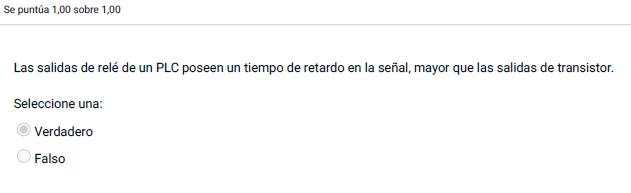 Se puntúa 1,00 sobre 1,00
Las salidas de relé de un PLC poseen un tiempo de retardo en la señal, mayor que las salidas de transistor.
Seleccione una:
Verdadero
Falso